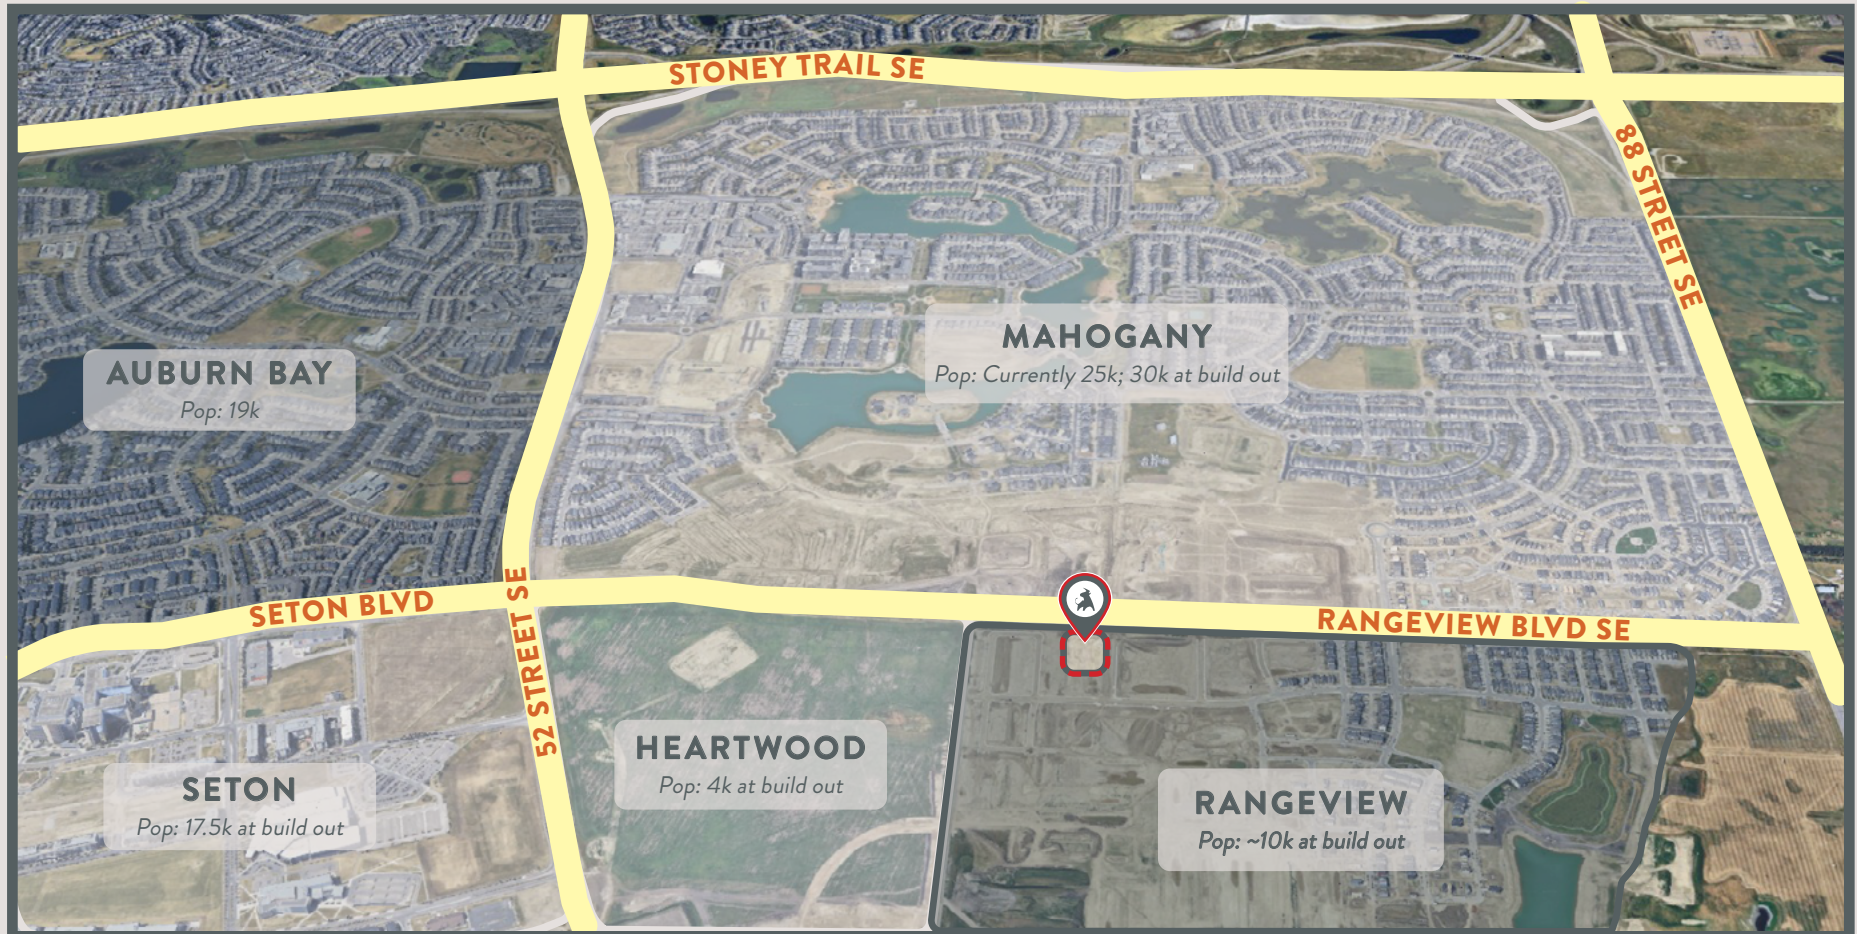 STONEY TRAIL SE
88 STREET SE
MAHOGANY
Pop: Currently 25k; 30k at build out
AUBURN BAY
Pop: 19k
SETON BLVD
52 STREET SE
RANGEVIEW BLVD SE
HEARTWOOD
Pop: 4k at build out
SETON
Pop: 17.5k at build out
RANGEVIEW
Pop: ~10k at build out